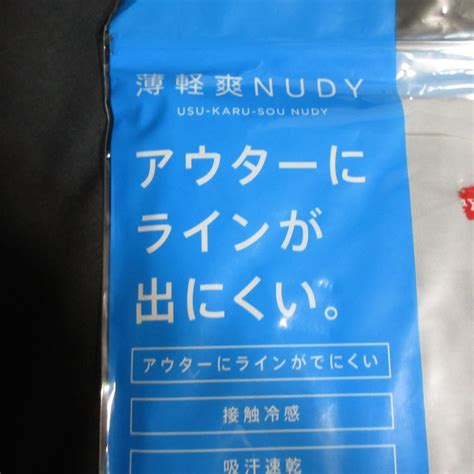 薄軽爽NUDY
USU-KARU-SOU NUDY
アウターに
ラインが
出にくい。
アウターにラインがでにくい
接触冷感
吸汗速乾